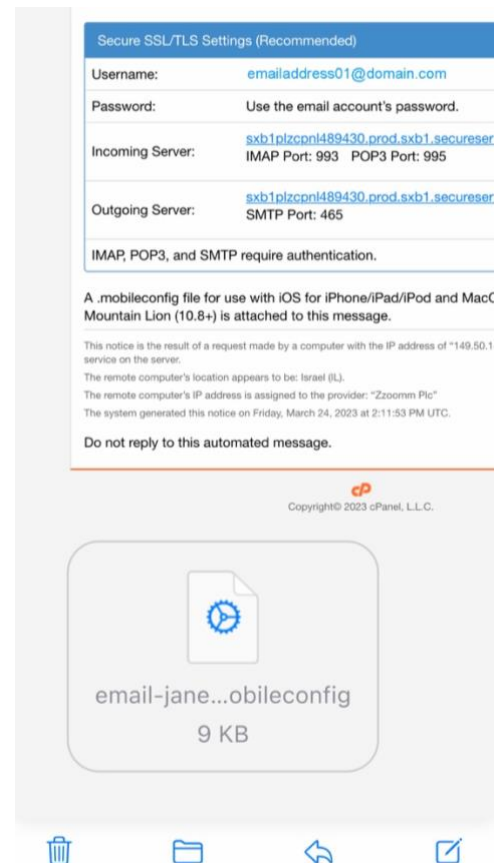 Secure SSL/TLS Settings (Recommended)
Username: emailaddress01@domain.com
Password: Use the email account's password.
Incoming Server: sxb1plzcpnl489430.prod.sxb1.secureser
IMAP Port: 993 POP3 Port: 995
Outgoing Server: sxb1plzcpnl489430.prod.sxb1.secureser
SMTP Port: 465
IMAP, POP3, and SMTP require authentication.
A .mobileconfig file for use with iOS for iPhone/iPad/iPod and MacO
Mountain Lion (10.8+) is attached to this message.
This notice is the result of a request made by a computer with the IP address of “149.50.1
service on the server.
The remote computer's location appears to be: Israel (IL).
The remote computer's IP address is assigned to the provider: “Zzoomm Plc”
The system generated this notice on Friday, March 24, 2023 at 2:11:53 PM UTC.
Do not reply to this automated message.
cP
Copyright© 2023 cPanel, L.L.C.
email-jane...obileconfig
9 KB